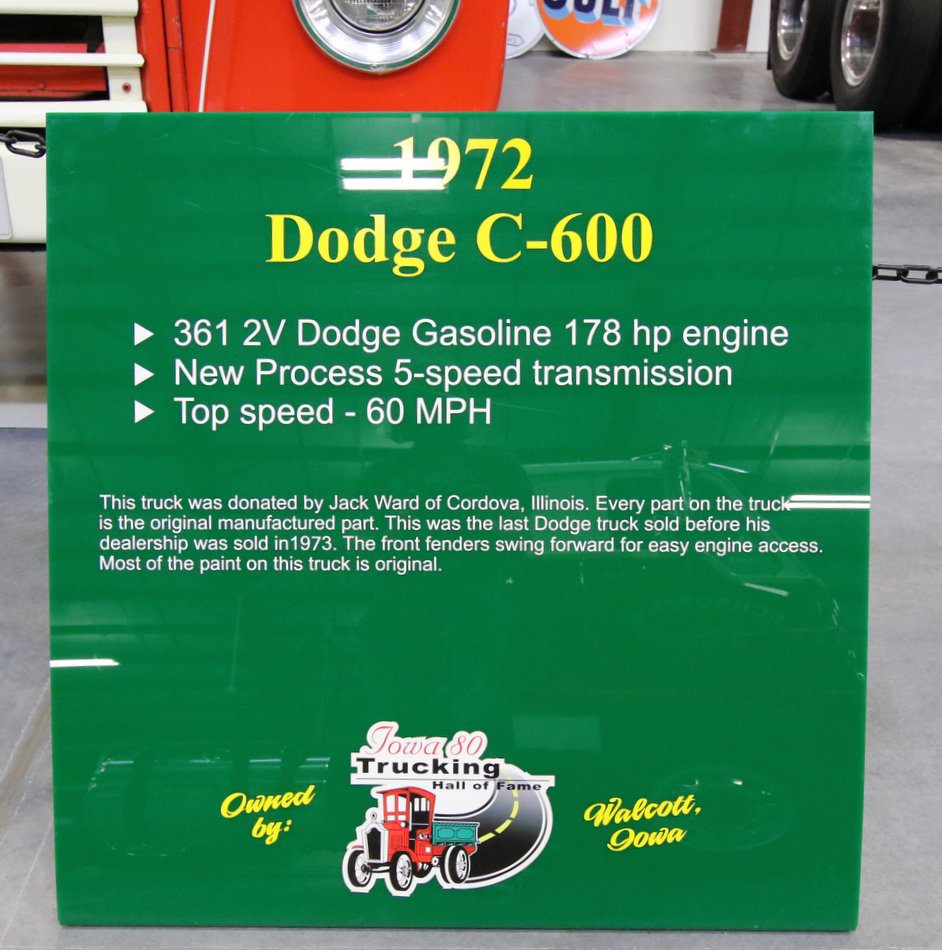 GULF
1972
Dodge C-600
► 361 2V Dodge Gasoline 178 hp engine
► New Process 5-speed transmission
► Top speed - 60 MPH
This truck was donated by Jack Ward of Cordova, Illinois. Every part on the truck
is the original manufactured part. This was the last Dodge truck sold before his
dealership was sold in1973. The front fenders swing forward for easy engine access.
Most of the paint on this truck is original.
Iowa 80
Trucking
Hall of Fame
Owned
by:
Walcott,
Iowa